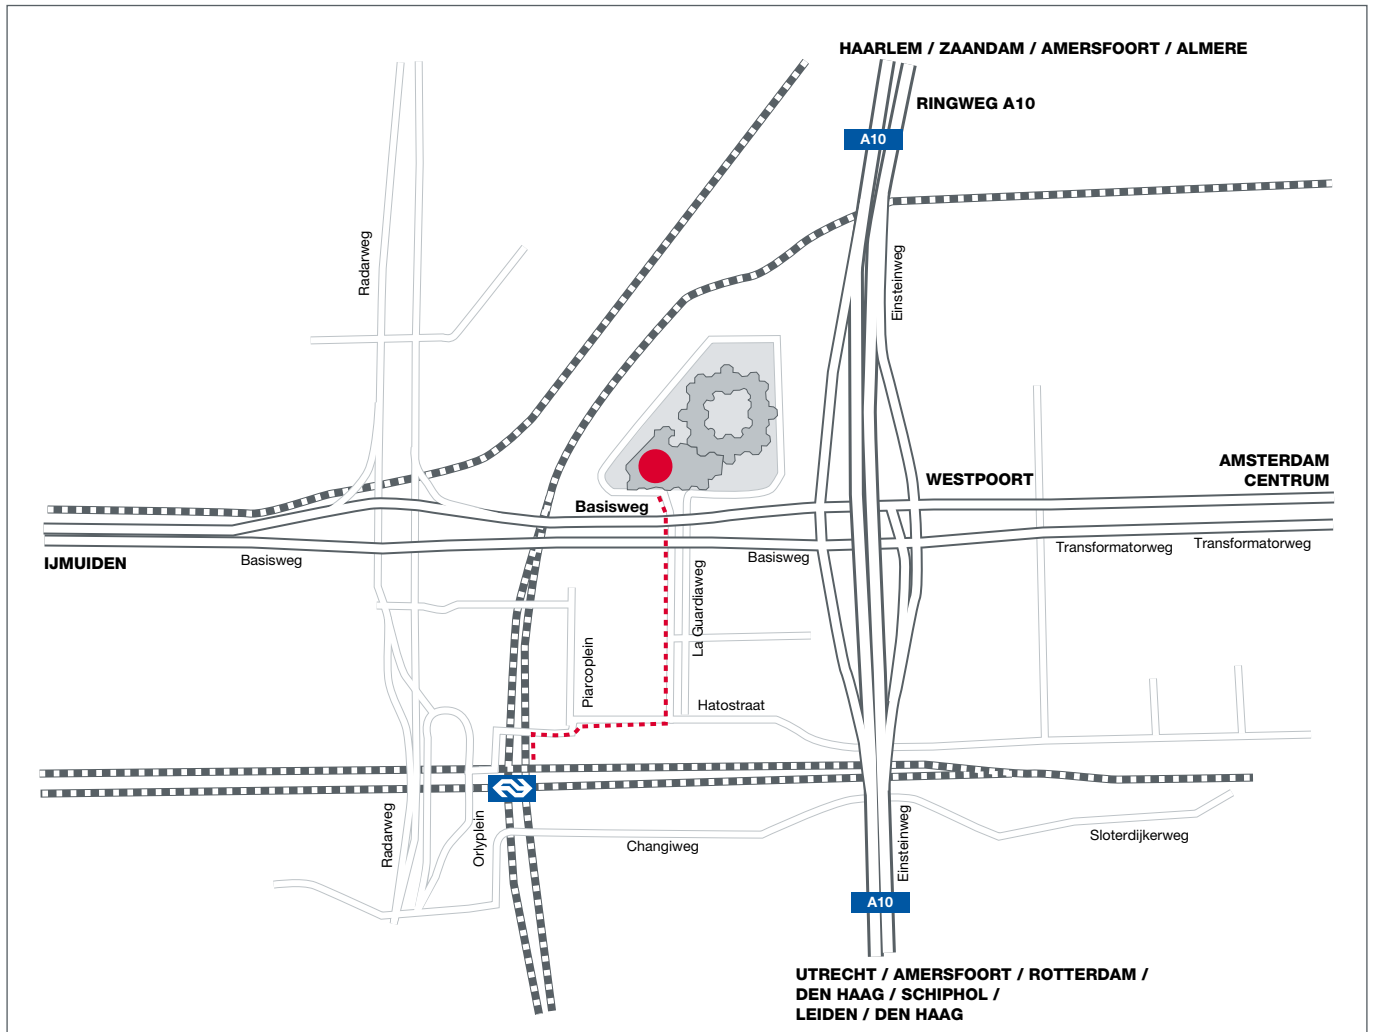 HAARLEM / ZAANDAM / AMERSFOORT / ALMERE
RINGWEG A10
A10
Radarweg
Einsteinweg
WESTPOORT
AMSTERDAM
CENTRUM
Basisweg
IJMUIDEN
Basisweg
Basisweg
Transformatorweg
Transformatorweg
La Guardiaweg
Piarcoplein
Hatostraat
Radarweg
Orlyplein
Changiweg
Einsteinweg
Sloterdijkerweg
A10
UTRECHT / AMERSFOORT / ROTTERDAM /
DEN HAAG / SCHIPHOL /
LEIDEN / DEN HAAG